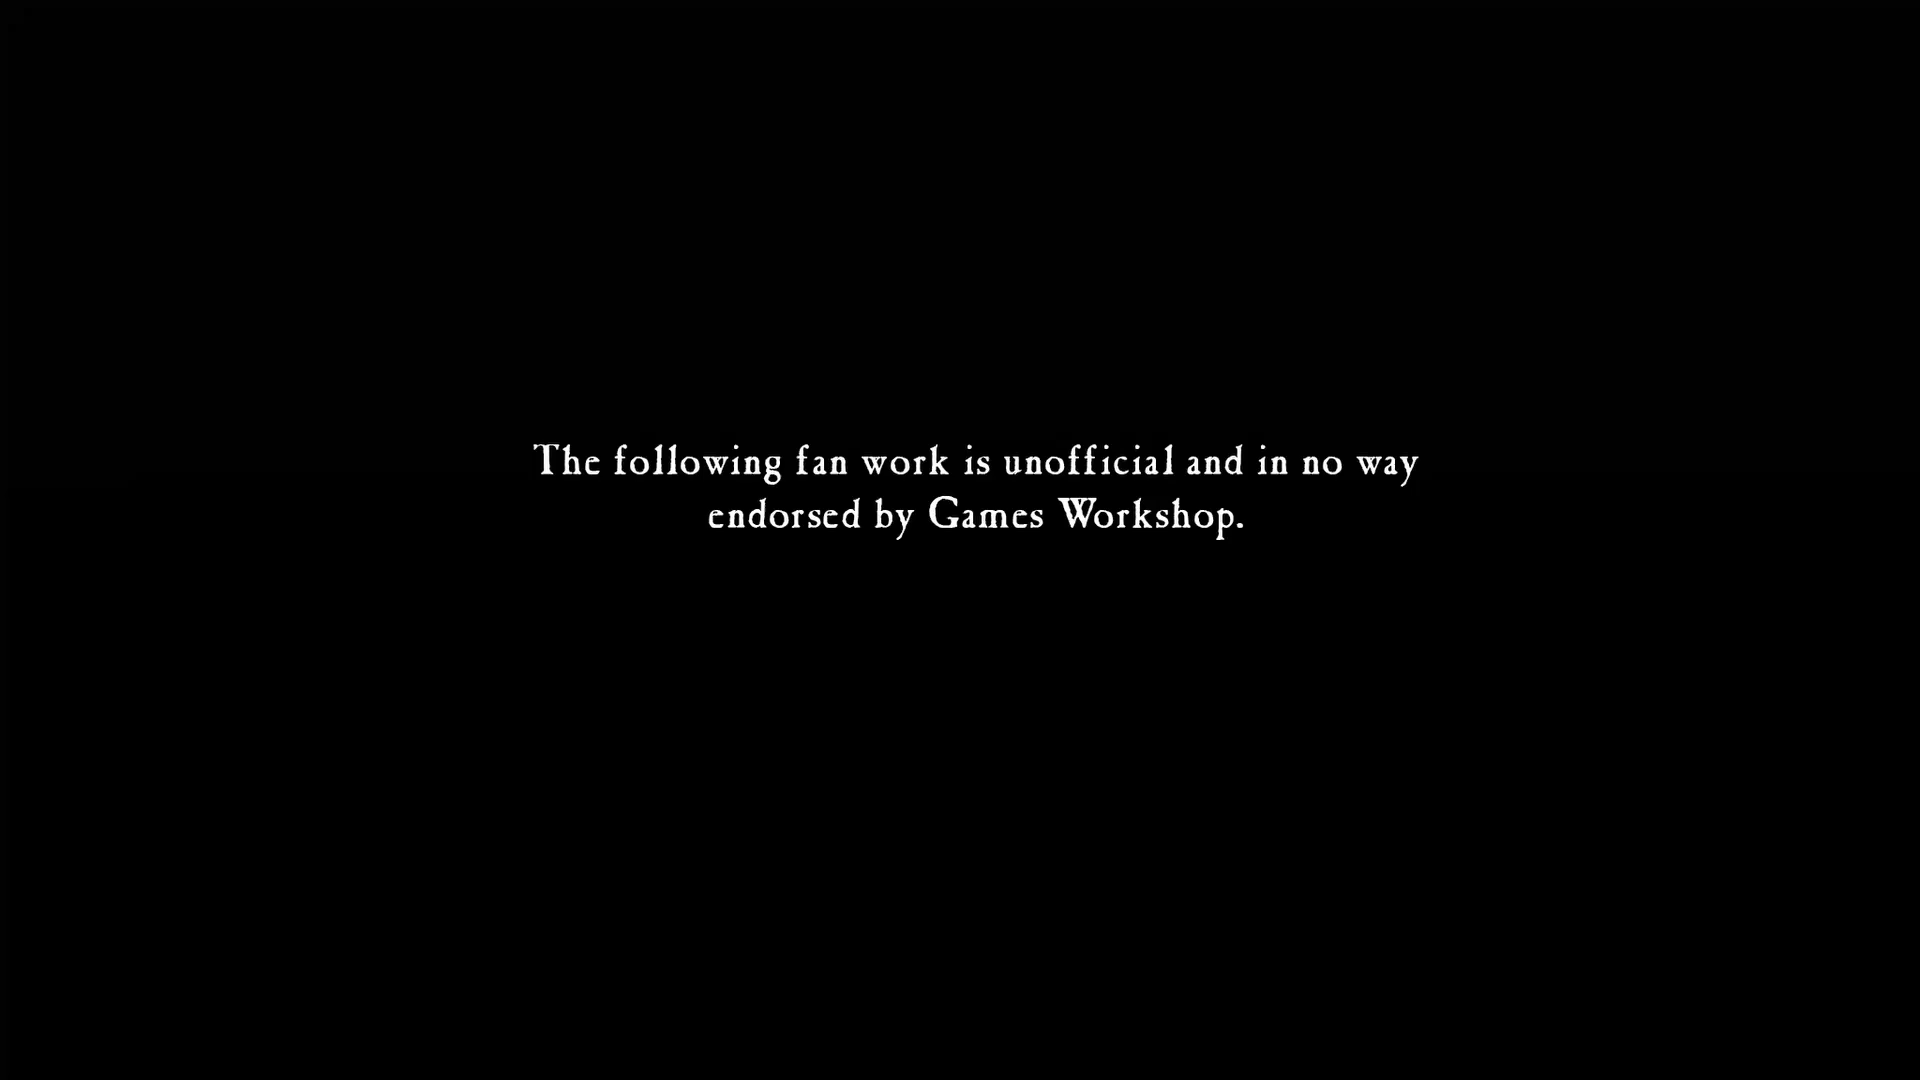 The following fan work is unofficial and in no way
endorsed by Games Workshop.